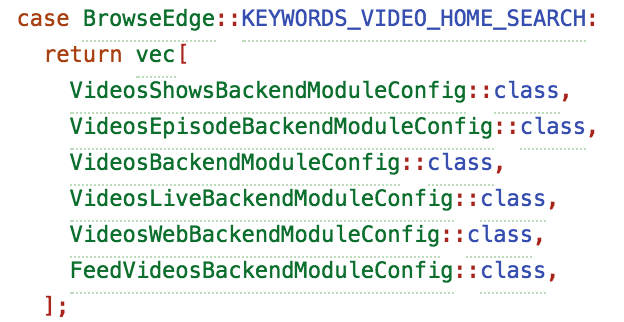 case BrowseEdge::KEYWORDS_VIDEO_HOME_SEARCH:
return vec[
VideosShowsBackendModuleConfig::class,
VideosEpisodeBackendModuleConfig::class,
VideosBackendModuleConfig::class,
VideosLiveBackendModuleConfig::class,
VideosWebBackendModuleConfig::class,
FeedVideosBackendModuleConfig::class,
];